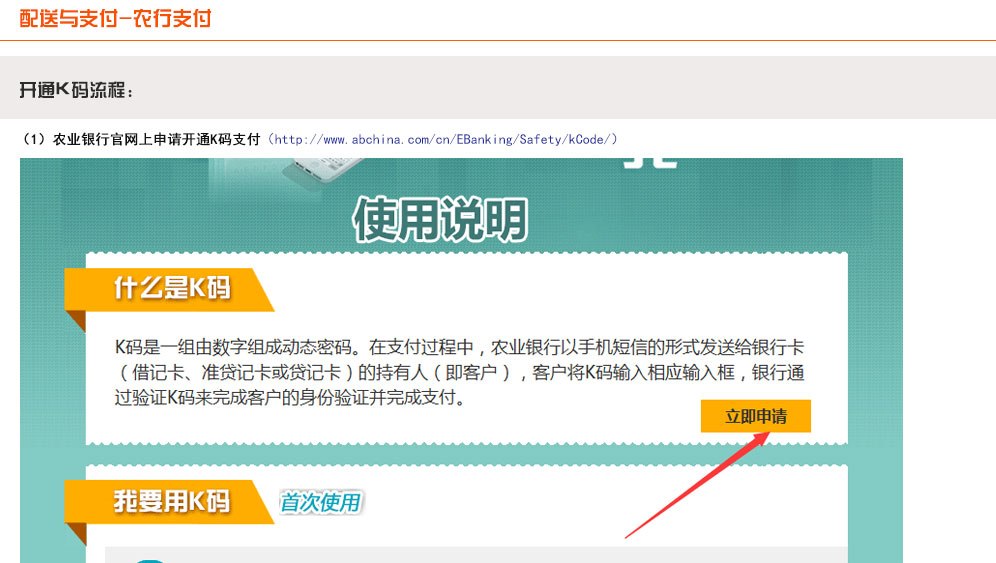 配送与支付-农行支付
开通K码流程：
（1）农业银行官网上申请开通K码支付（http://www.abchina.com/cn/EBanking/Safety/kCode/）
使用说明
什么是K码
K码是一组由数字组成动态密码。在支付过程中，农业银行以手机短信的形式发送给银行卡
（借记卡、准贷记卡或贷记卡）的持有人（即客户），客户将K码输入相应输入框，银行通
过验证K码来完成客户的身份验证并完成支付。
立即申请
我要用K码 首次使用